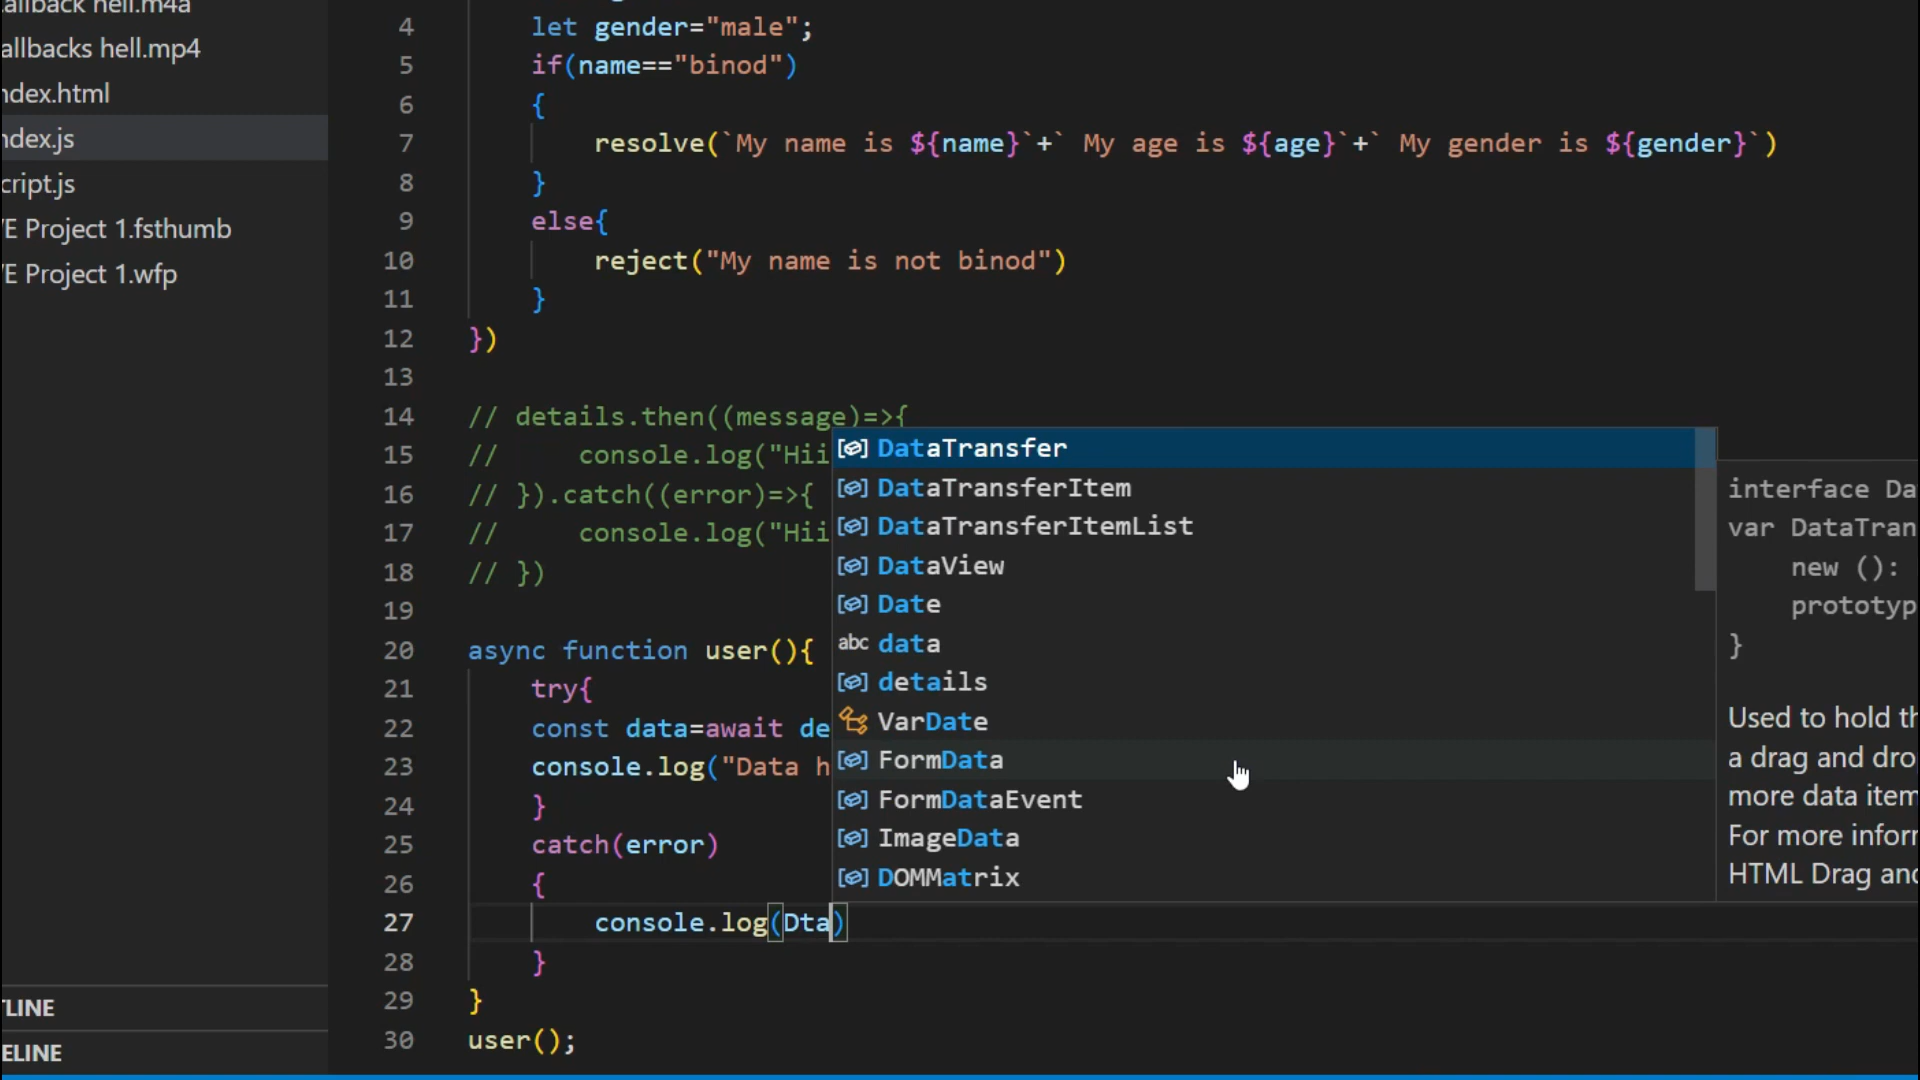 allback hell.m4a
allbacks hell.mp4
ndex.html
ndex.js
cript.js
E Project 1.fsthumb
E Project 1.wfp
TLINE
ELINE
4 let gender="male";
5 if(name=="binod")
6 {
7 resolve(`My name is ${name}`+` My age is ${age}`+` My gender is ${gender}`)
8 }
9 else{
10 reject("My name is not binod")
11 }
12 })
13
14 // details.then((message)=>{
15 // console.log("Hii
16 // }).catch((error)=>{
17 // console.log("Hii
18 // })
19
20 async function user(){
21 try{
22 const data=await de
23 console.log("Data h
24 }
25 catch(error)
26 {
27 console.log(Dta)
28 }
29 }
30 user();
DataTransfer
DataTransferItem
DataTransferItemList
DataView
Date
abc data
details
VarDate
FormData
FormDataEvent
ImageData
DOMMatrix
interface Da
var DataTran
new ():
prototyp
}
Used to hold th
a drag and dro
more data item
For more inforr
HTML Drag and